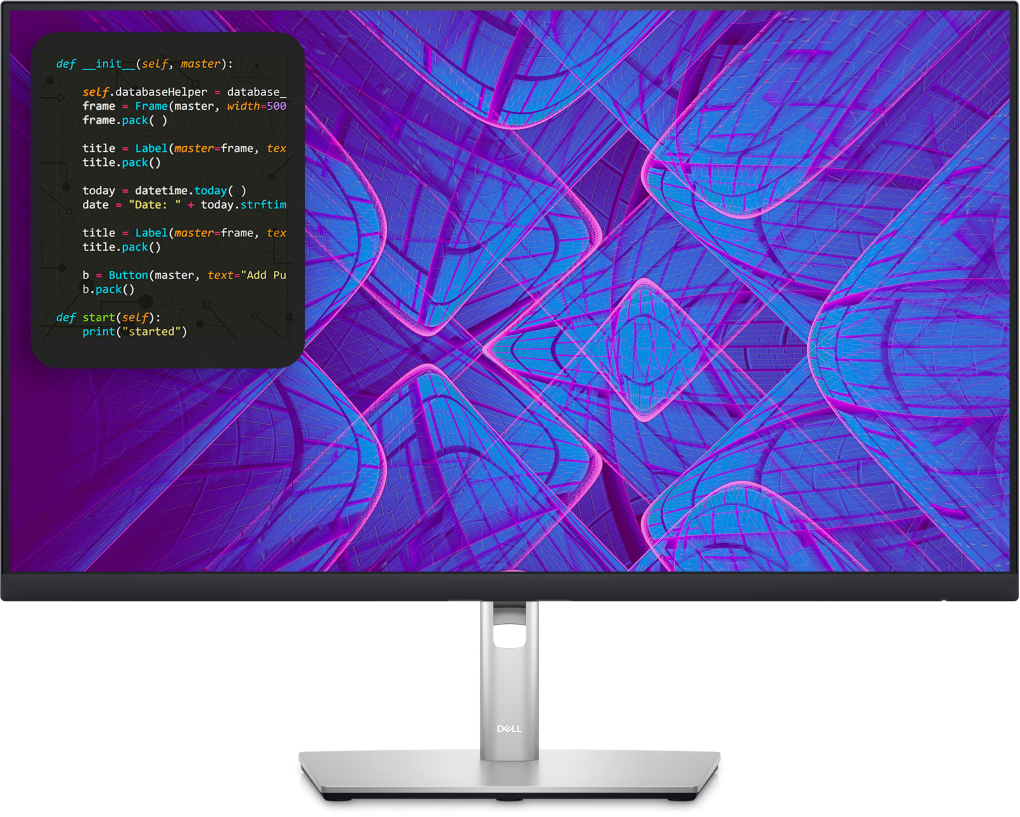 def __init__(self, master):
self.databaseHelper = database_
frame = Frame(master, width=500
frame.pack( )
title = Label(master=frame, tex
title.pack()
today = datetime.today( )
date = "Date: " + today.strftim
title = Label(master=frame, tex
title.pack()
b = Button(master, text="Add Pu
b.pack()
def start(self):
print("started")
DELL